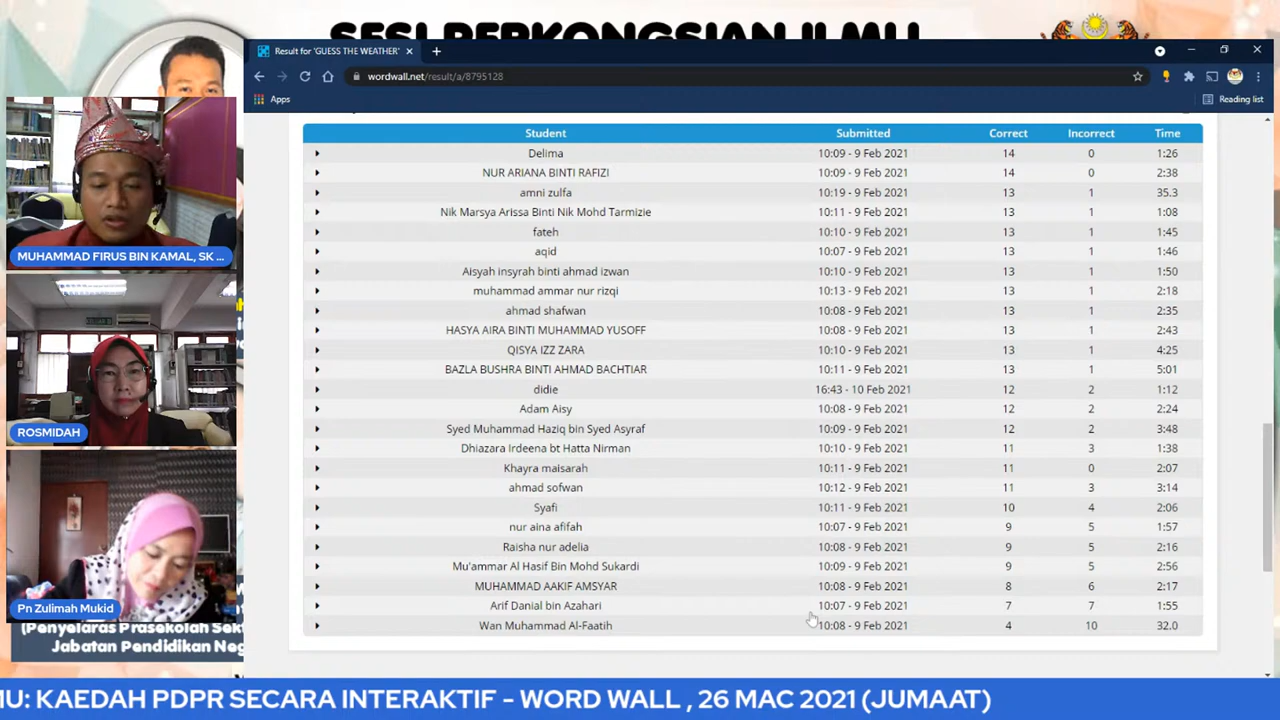 SESI PERKONGSIAN ILMU
Result for 'GUESS THE WEATHER'
wordwall.net/result/a/8795128
Apps
Reading list
Student Submitted Correct Incorrect Time
Delima 10:09 - 9 Feb 2021 14 0 1:26
NUR ARIANA BINTI RAFIZI 10:09 - 9 Feb 2021 14 0 2:38
amni zulfa 10:19 - 9 Feb 2021 13 1 35.3
Nik Marsya Arissa Binti Nik Mohd Tarmizie 10:11 - 9 Feb 2021 13 1 1:08
fateh 10:10 - 9 Feb 2021 13 1 1:45
aqid 10:07 - 9 Feb 2021 13 1 1:46
Aisyah insyrah binti ahmad izwan 10:10 - 9 Feb 2021 13 1 1:50
muhammad ammar nur rizqi 10:13 - 9 Feb 2021 13 1 2:18
ahmad shafwan 10:08 - 9 Feb 2021 13 1 2:35
HASYA AIRA BINTI MUHAMMAD YUSOFF 10:08 - 9 Feb 2021 13 1 2:43
QISYA IZZ ZARA 10:10 - 9 Feb 2021 13 1 4:25
BAZLA BUSHRA BINTI AHMAD BACHTIAR 10:11 - 9 Feb 2021 13 1 5:01
didie 16:43 - 10 Feb 2021 12 2 1:12
Adam Aisy 10:08 - 9 Feb 2021 12 2 2:24
Syed Muhammad Haziq bin Syed Asyraf 10:09 - 9 Feb 2021 12 2 3:48
Dhiazara Irdeena bt Hatta Nirman 10:10 - 9 Feb 2021 11 3 1:38
Khayra maisarah 10:11 - 9 Feb 2021 11 0 2:07
ahmad sofwan 10:12 - 9 Feb 2021 11 3 3:14
Syafi 10:11 - 9 Feb 2021 10 4 2:06
nur aina afifah 10:07 - 9 Feb 2021 9 5 1:57
Raisha nur adelia 10:08 - 9 Feb 2021 9 5 2:16
Mu'ammar Al Hasif Bin Mohd Sukardi 10:09 - 9 Feb 2021 9 5 2:56
MUHAMMAD AAKIF AMSYAR 10:08 - 9 Feb 2021 8 6 2:17
Arif Danial bin Azahari 10:07 - 9 Feb 2021 7 7 1:55
Wan Muhammad Al-Faatih 10:08 - 9 Feb 2021 4 10 32.0
MUHAMMAD FIRUS BIN KAMAL, SK ...
ROSMIDAH
Pn Zulimah Mukid
(Penyelaras Prasekolah Sek
Jabatan Pendidikan Neg
MU: KAEDAH PDPR SECARA INTERAKTIF - WORD WALL , 26 MAC 2021 (JUMAAT)